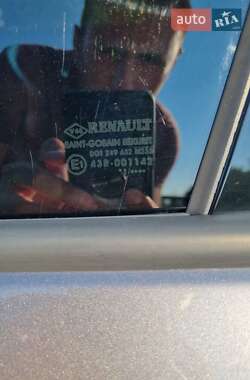 AUTO RIA
RENAULT
SAINT-GOBAIN SEKURIT
E1 43R-001142